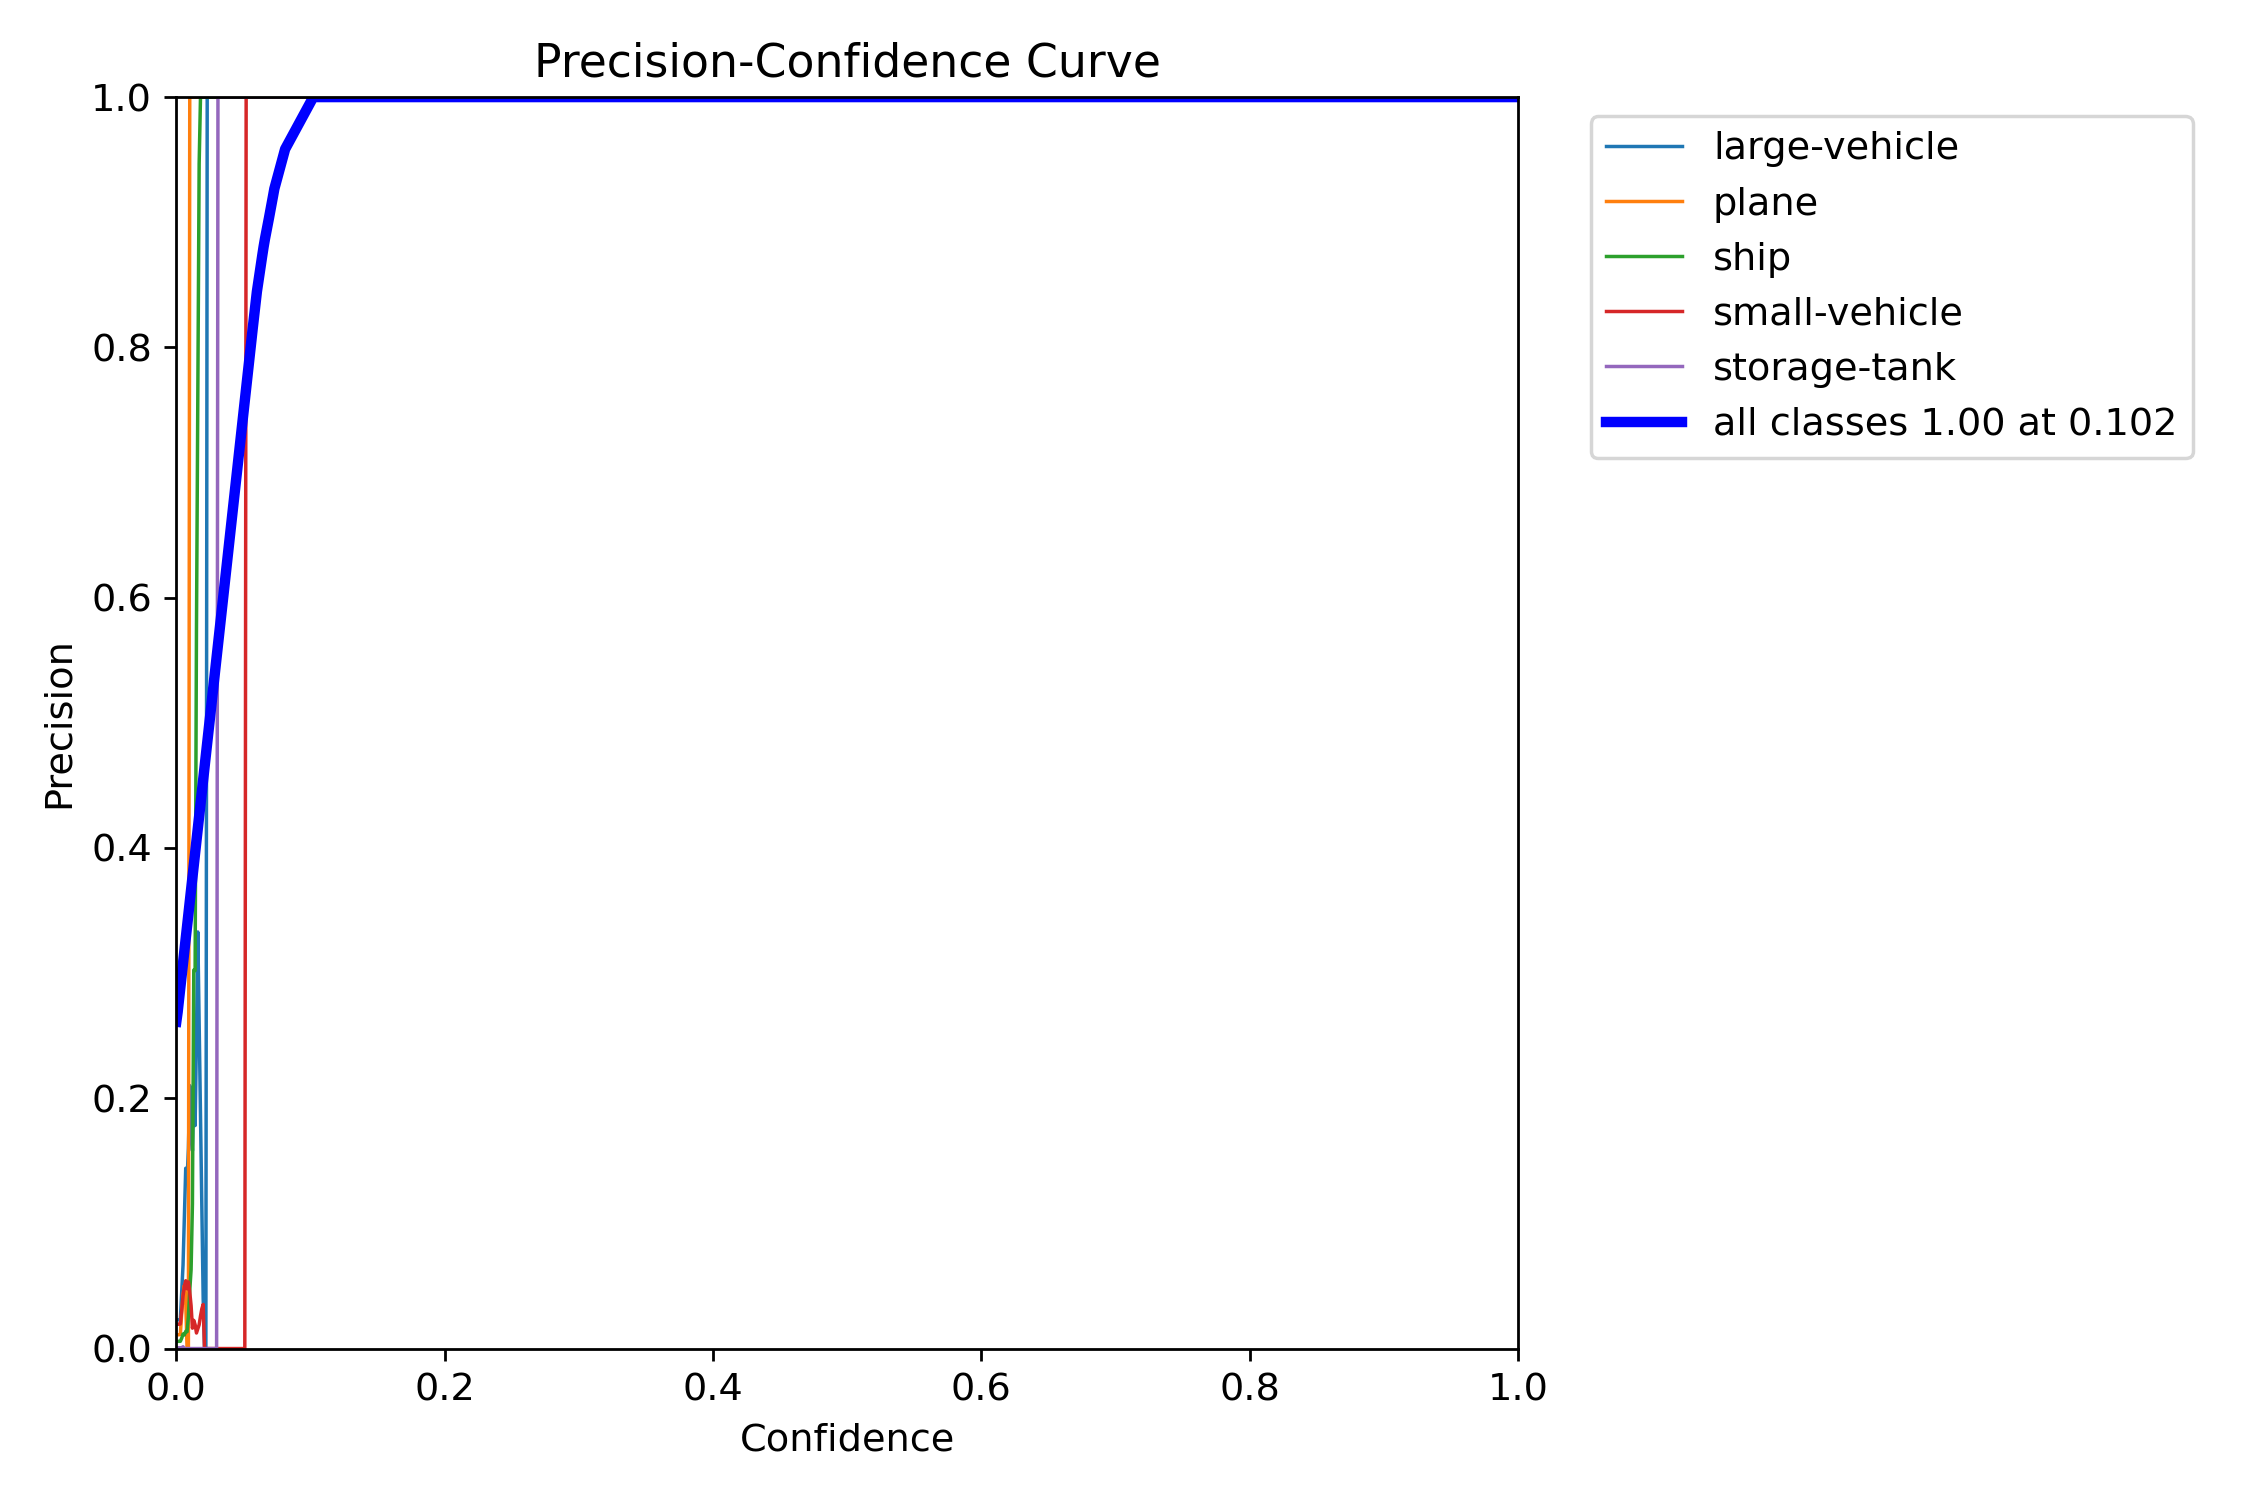 Precision-Confidence Curve
1.0
0.8
0.6
0.4
0.2
0.0
Precision
0.0 0.2 0.4 0.6 0.8 1.0
Confidence
large-vehicle
plane
ship
small-vehicle
storage-tank
all classes 1.00 at 0.102